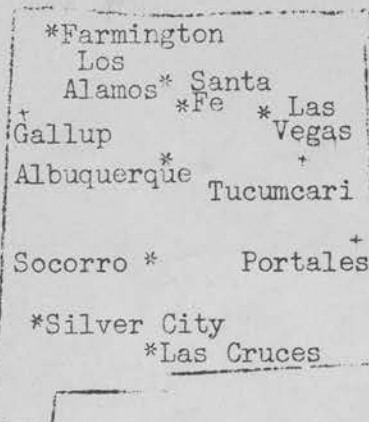 *Farmington
Los
Alamos* Santa
*Fe * Las
+ Vegas
Gallup
* +
Albuquerque
Tucumcari
+
Socorro * Portales
*Silver City
*Las Cruces